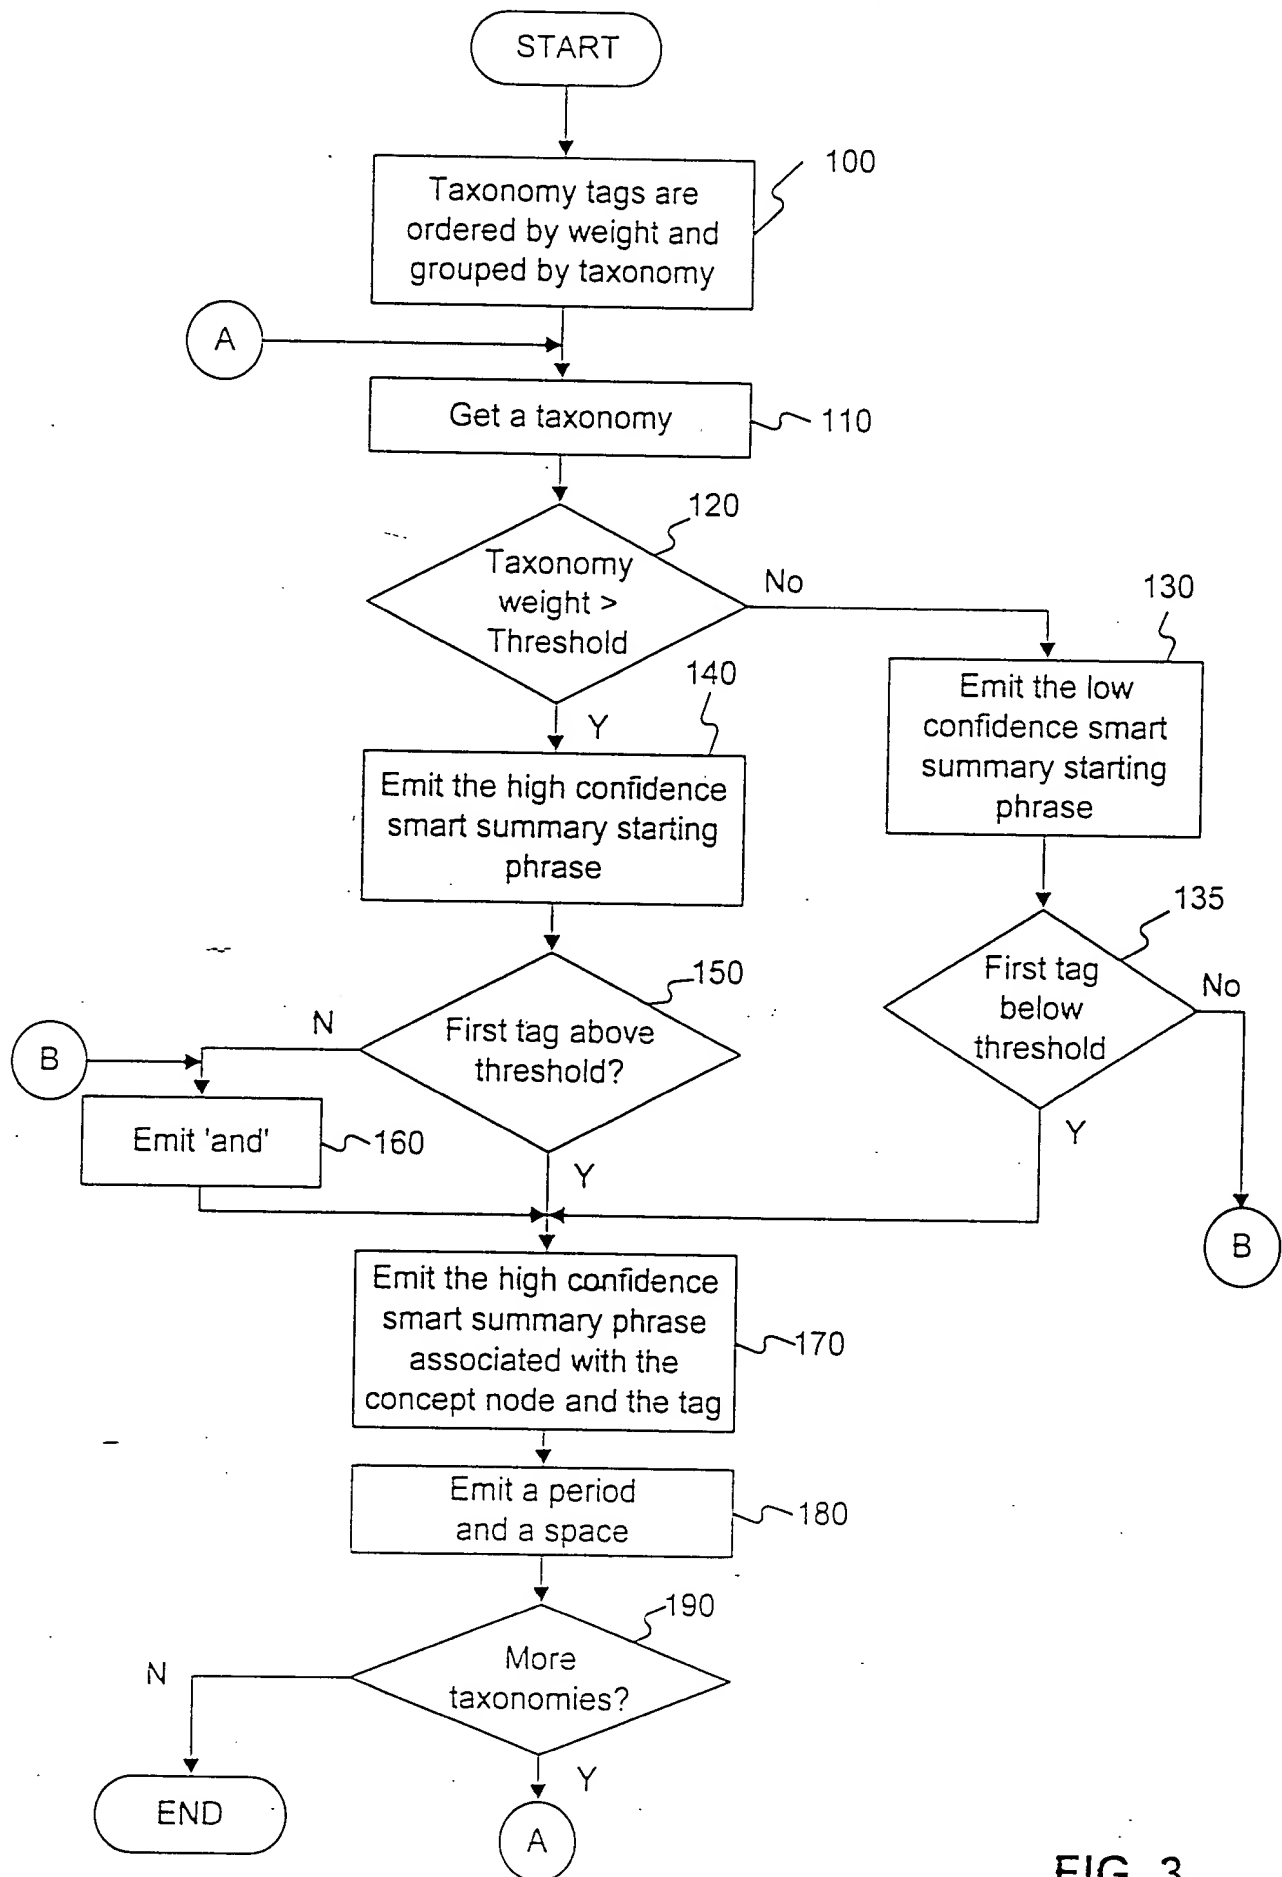 START
100
Taxonomy tags are
ordered by weight and
grouped by taxonomy
A
Get a taxonomy
110
120
Taxonomy
weight >
Threshold
No
130
140
Y
Emit the low
confidence smart
summary starting
phrase
Emit the high confidence
smart summary starting
phrase
135
150
First tag
below
threshold
No
N
First tag above
threshold?
B
Emit 'and'
160
Y
Y
B
Emit the high confidence
smart summary phrase
associated with the
concept node and the tag
170
Emit a period
and a space
180
190
More
taxonomies?
N
Y
END
A
FIG. 3